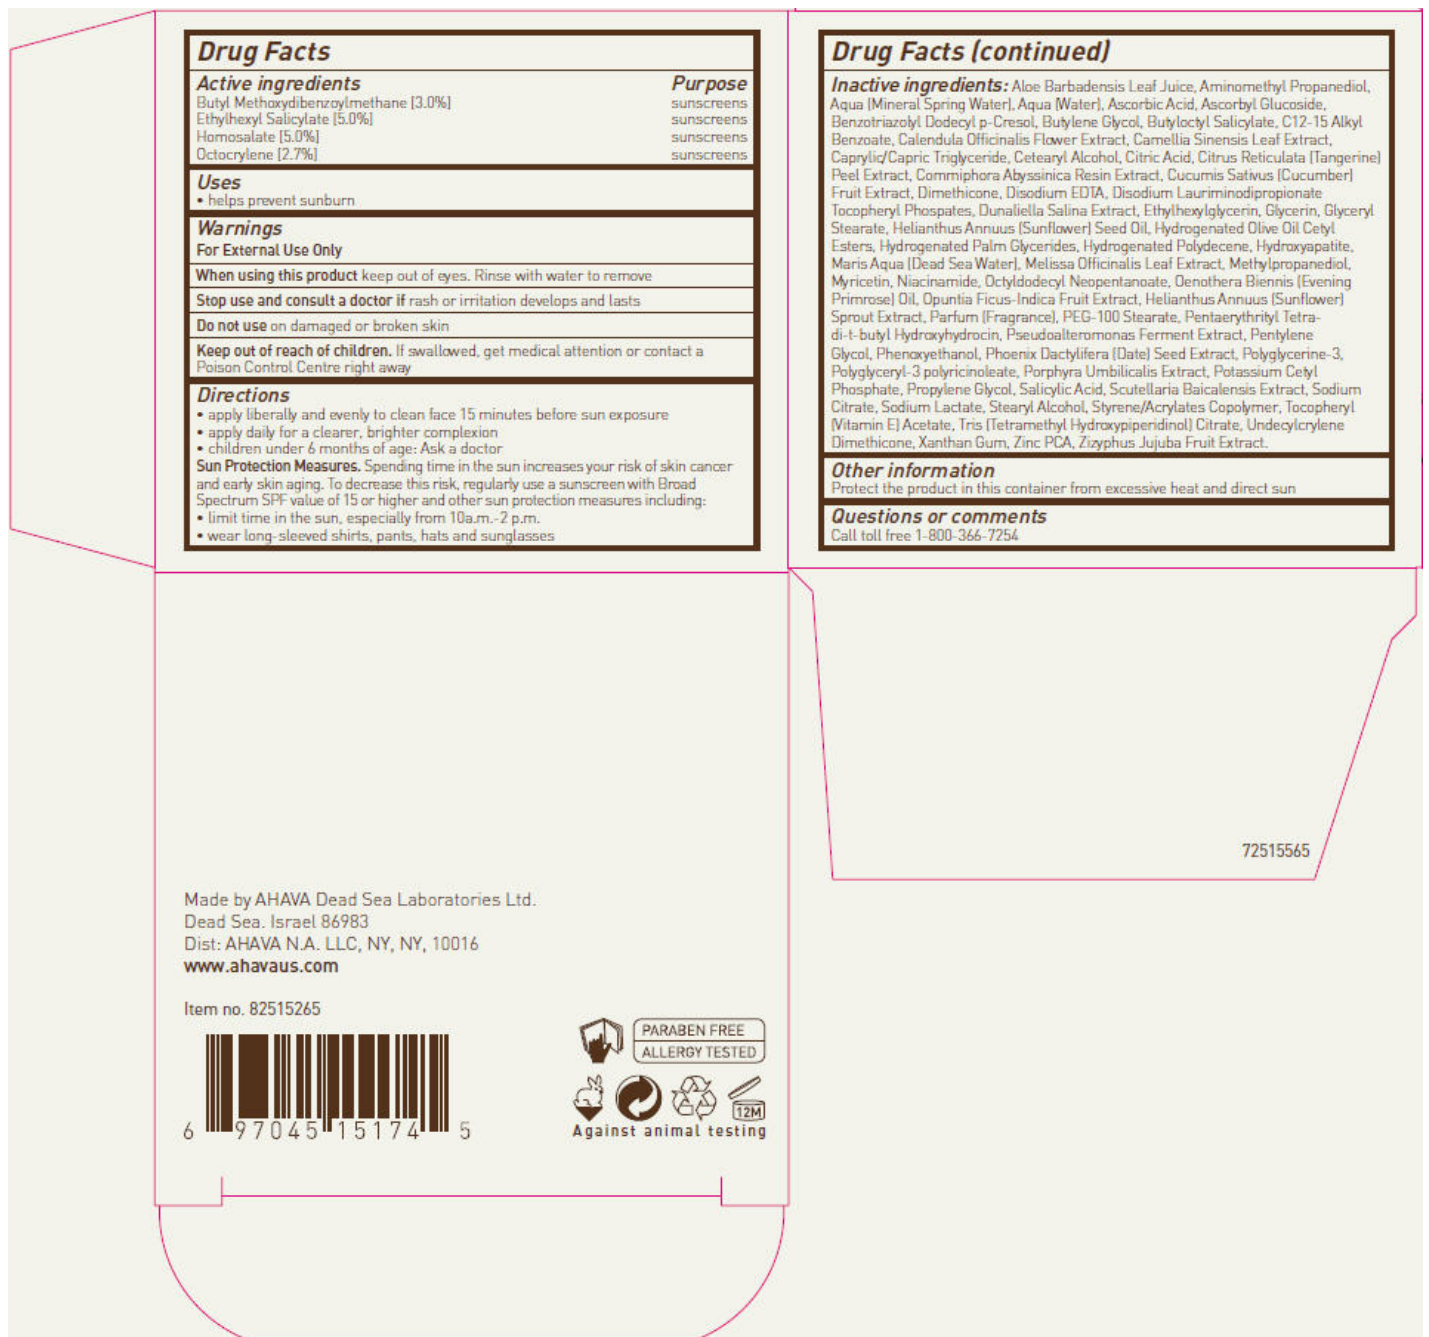 Drug Facts
Active ingredients Purpose
Butyl Methoxydibenzoylmethane [3.0%] sunscreens
Ethylhexyl Salicylate [5.0%] sunscreens
Homosalate [5.0%] sunscreens
Octocrylene [2.7%] sunscreens
Uses
• helps prevent sunburn
Warnings
For External Use Only
When using this product keep out of eyes. Rinse with water to remove
Stop use and consult a doctor if rash or irritation develops and lasts
Do not use on damaged or broken skin
Keep out of reach of children. If swallowed, get medical attention or contact a
Poison Control Centre right away
Directions
• apply liberally and evenly to clean face 15 minutes before sun exposure
• apply daily for a clearer, brighter complexion
• children under 6 months of age: Ask a doctor
Sun Protection Measures. Spending time in the sun increases your risk of skin cancer
and early skin aging. To decrease this risk, regularly use a sunscreen with Broad
Spectrum SPF value of 15 or higher and other sun protection measures including:
• limit time in the sun, especially from 10a.m.-2 p.m.
• wear long-sleeved shirts, pants, hats and sunglasses
Drug Facts (continued)
Inactive ingredients: Aloe Barbadensis Leaf Juice, Aminomethyl Propanediol,
Aqua (Mineral Spring Water), Aqua (Water), Ascorbic Acid, Ascorbyl Glucoside,
Benzotriazolyl Dodecyl p-Cresol, Butylene Glycol, Butyloctyl Salicylate, C12-15 Alkyl
Benzoate, Calendula Officinalis Flower Extract, Camellia Sinensis Leaf Extract,
Caprylic/Capric Triglyceride, Cetearyl Alcohol, Citric Acid, Citrus Reticulata (Tangerine)
Peel Extract, Commiphora Abyssinica Resin Extract, Cucumis Sativus (Cucumber)
Fruit Extract, Dimethicone, Disodium EDTA, Disodium Lauriminodipropionate
Tocopheryl Phospates, Dunaliella Salina Extract, Ethylhexylglycerin, Glycerin, Glyceryl
Stearate, Helianthus Annuus (Sunflower) Seed Oil, Hydrogenated Olive Oil Cetyl
Esters, Hydrogenated Palm Glycerides, Hydrogenated Polydecene, Hydroxyapatite,
Maris Aqua (Dead Sea Water), Melissa Officinalis Leaf Extract, Methylpropanediol,
Myricetin, Niacinamide, Octyldodecyl Neopentanoate, Oenothera Biennis (Evening
Primrose) Oil, Opuntia Ficus-Indica Fruit Extract, Helianthus Annuus (Sunflower)
Sprout Extract, Parfum (Fragrance), PEG-100 Stearate, Pentaerythrityl Tetra-
di-t-butyl Hydroxyhydrocin, Pseudoalteromonas Ferment Extract, Pentylene
Glycol, Phenoxyethanol, Phoenix Dactylifera (Date) Seed Extract, Polyglycerine-3,
Polyglyceryl-3 polyricinoleate, Porphyra Umbilicalis Extract, Potassium Cetyl
Phosphate, Propylene Glycol, Salicylic Acid, Scutellaria Baicalensis Extract, Sodium
Citrate, Sodium Lactate, Stearyl Alcohol, Styrene/Acrylates Copolymer, Tocopheryl
(Vitamin E) Acetate, Tris (Tetramethyl Hydroxypiperidinol) Citrate, Undecylcrylene
Dimethicone, Xanthan Gum, Zinc PCA, Zizyphus Jujuba Fruit Extract.
Other information
Protect the product in this container from excessive heat and direct sun
Questions or comments
Call toll free 1-800-366-7254
72515565
Made by AHAVA Dead Sea Laboratories Ltd.
Dead Sea. Israel 86983
Dist: AHAVA N.A. LLC, NY, NY, 10016
www.ahavaus.com
Item no. 82515265
6 97045 15174 5
PARABEN FREE
ALLERGY TESTED
12M
Against animal testing